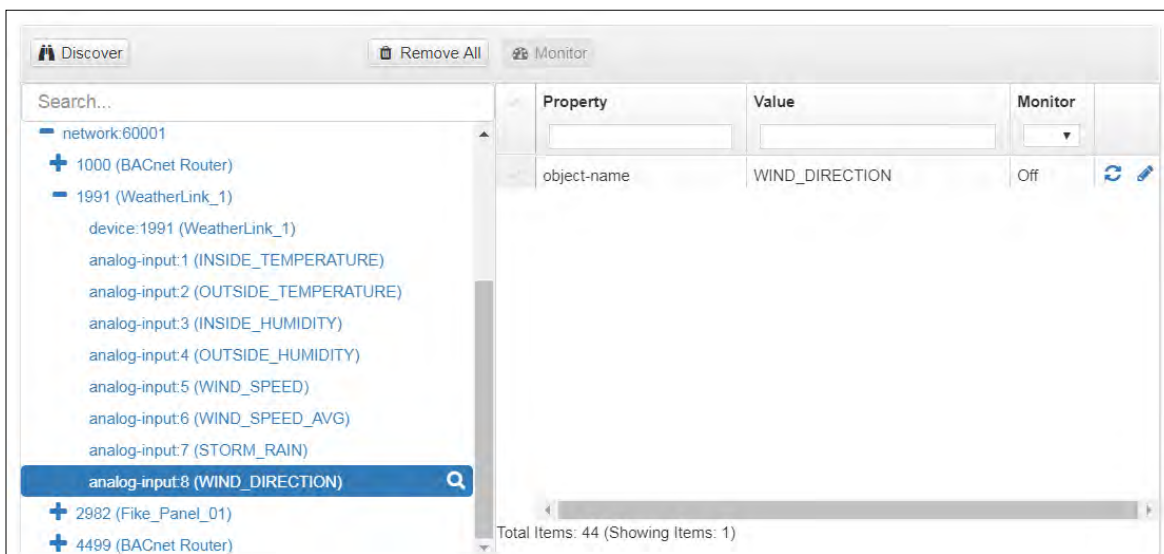 Discover
Remove All
Monitor
Search...
network:60001
1000 (BACnet Router)
1991 (WeatherLink_1)
device:1991 (WeatherLink_1)
analog-input:1 (INSIDE_TEMPERATURE)
analog-input:2 (OUTSIDE_TEMPERATURE)
analog-input:3 (INSIDE_HUMIDITY)
analog-input:4 (OUTSIDE_HUMIDITY)
analog-input:5 (WIND_SPEED)
analog-input:6 (WIND_SPEED_AVG)
analog-input:7 (STORM_RAIN)
analog-input:8 (WIND_DIRECTION)
2982 (Fike_Panel_01)
4499 (BACnet Router)
Property Value Monitor
object-name WIND_DIRECTION Off
Total Items: 44 (Showing Items: 1)